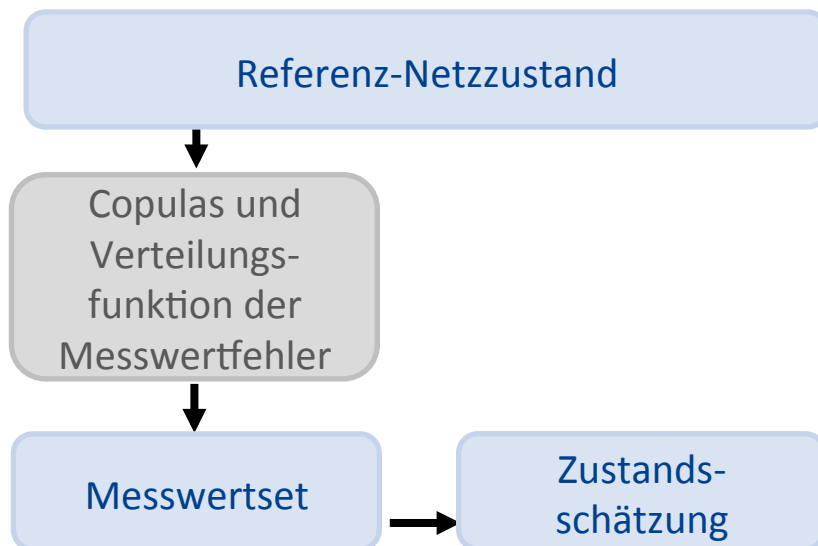 Referenz-Netzzustand
Copulas und
Verteilungs-
funktion der
Messwertfehler
Messwertset
Zustands-
schätzung